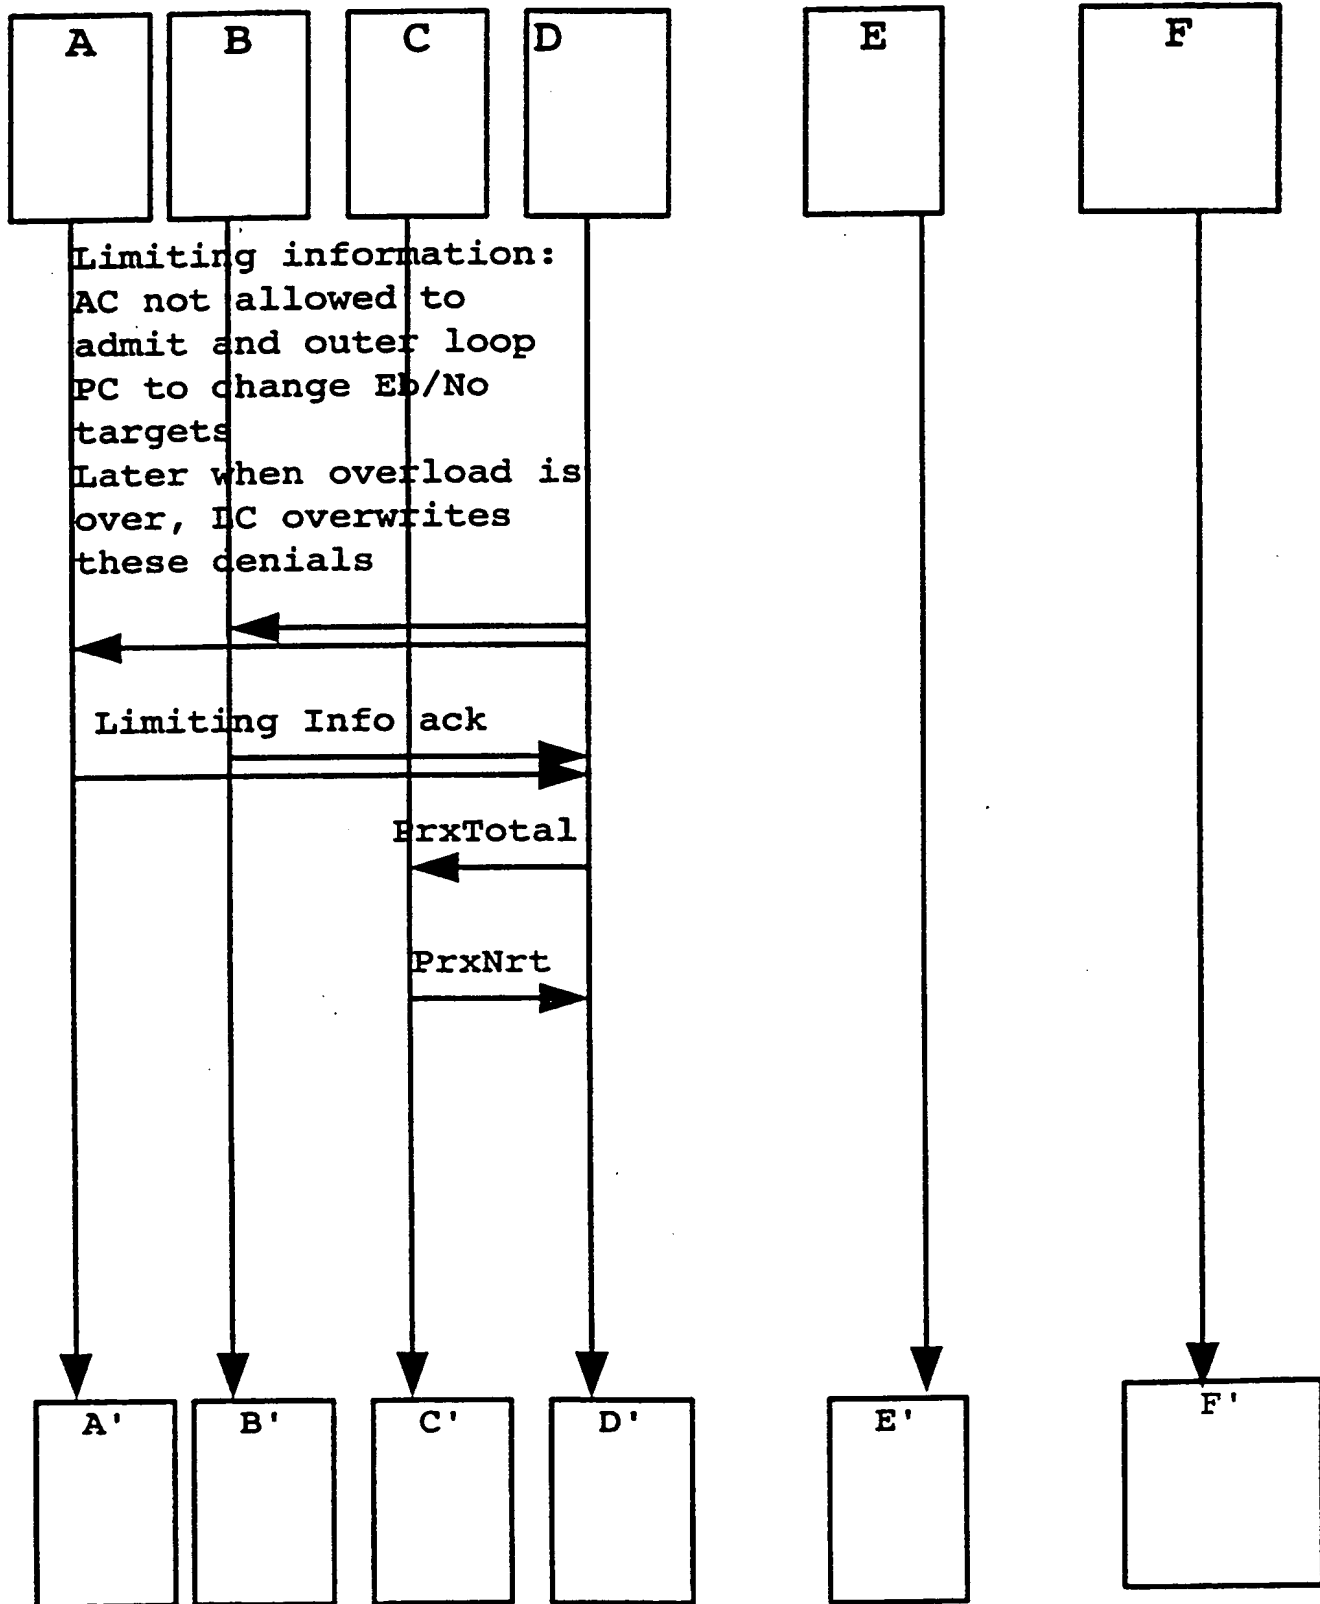 A B C D E F
Limiting information:
AC not allowed to
admit and outer loop
PC to change Eb/No
targets
Later when overload is
over, LC overwrites
these denials
Limiting Info ack
PrxTotal
PrxNrt
A' B' C' D' E' F'